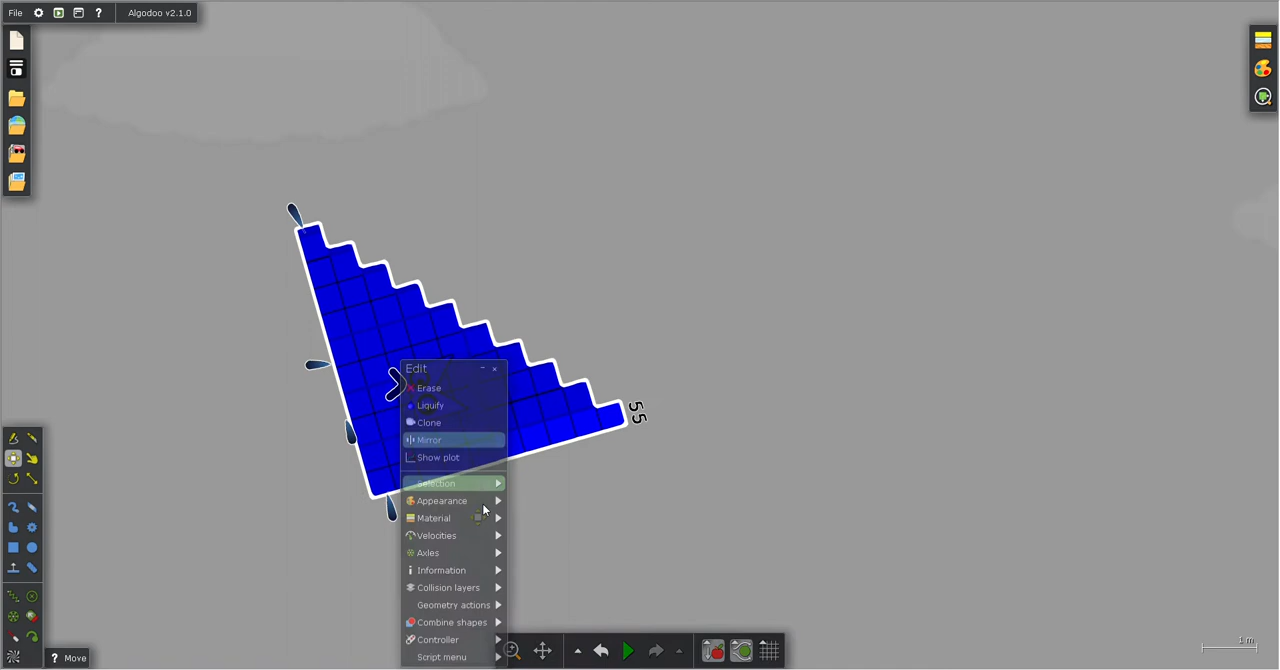 File ? Algodoo v2.1.0
55
Edit
Erase
Liquify
Clone
Mirror
Show plot
Selection
Appearance
Material
Velocities
Axles
Information
Collision layers
Geometry actions
Combine shapes
Controller
Script menu
? Move
1 m